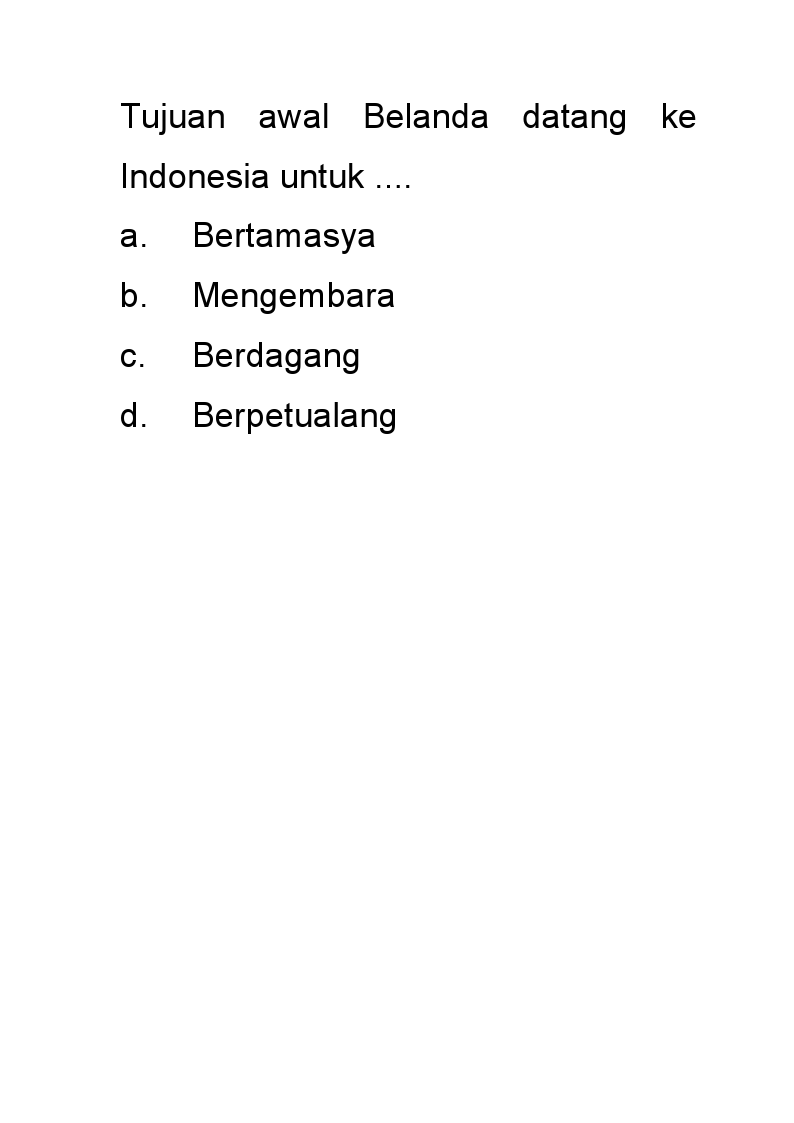 Tujuan awal Belanda datang ke
Indonesia untuk ....
a. Bertamasya
b. Mengembara
c. Berdagang
d. Berpetualang